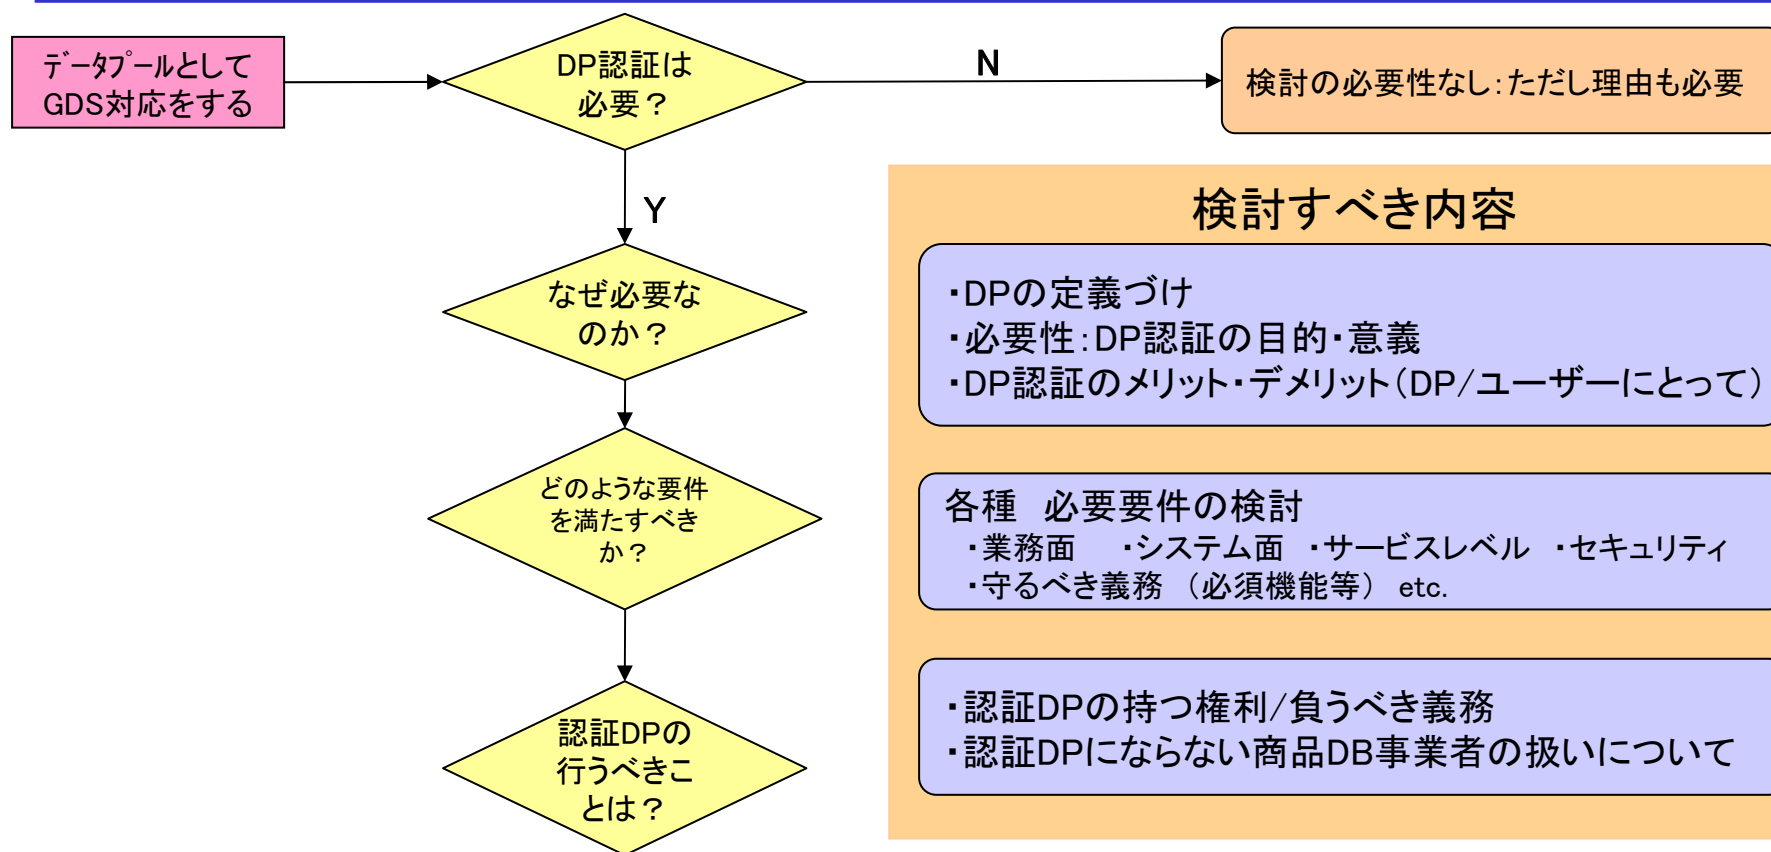 ﾃﾞｰﾀﾌﾟｰﾙとして
GDS対応をする
DP認証は
必要？
N
検討の必要性なし：ただし理由も必要
Y
なぜ必要な
のか？
どのような要件
を満たすべき
か？
認証DPの
行うべきこ
とは？
検討すべき内容
・DPの定義づけ
・必要性：DP認証の目的・意義
・DP認証のメリット・デメリット（DP/ユーザーにとって）
各種　必要要件の検討
・業務面　・システム面　・サービスレベル　・セキュリティ
・守るべき義務　（必須機能等）　etc.
・認証DPの持つ権利/負うべき義務
・認証DPにならない商品DB事業者の扱いについて